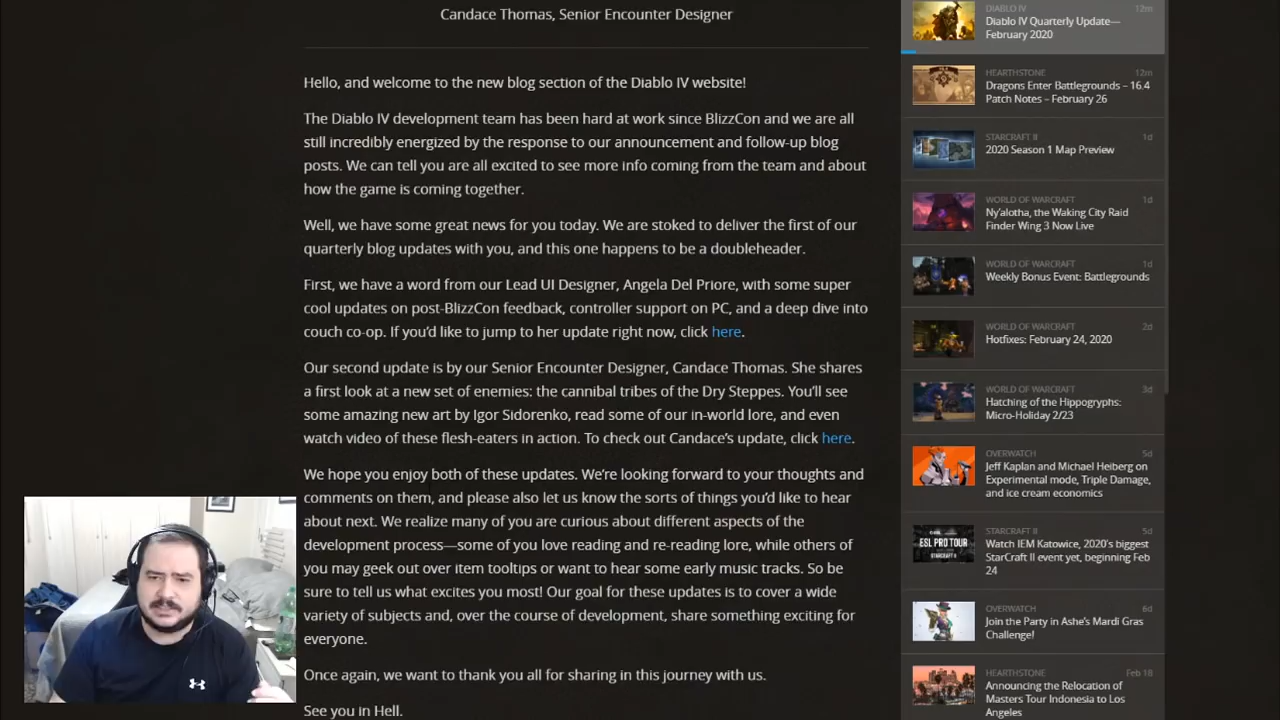 Candace Thomas, Senior Encounter Designer
Hello, and welcome to the new blog section of the Diablo IV website!
The Diablo IV development team has been hard at work since BlizzCon and we are all
still incredibly energized by the response to our announcement and follow-up blog
posts. We can tell you are all excited to see more info coming from the team and about
how the game is coming together.
Well, we have some great news for you today. We are stoked to deliver the first of our
quarterly blog updates with you, and this one happens to be a doubleheader.
First, we have a word from our Lead UI Designer, Angela Del Priore, with some super
cool updates on post-BlizzCon feedback, controller support on PC, and a deep dive into
couch co-op. If you’d like to jump to her update right now, click here.
Our second update is by our Senior Encounter Designer, Candace Thomas. She shares
a first look at a new set of enemies: the cannibal tribes of the Dry Steppes. You’ll see
some amazing new art by Igor Sidorenko, read some of our in-world lore, and even
watch video of these flesh-eaters in action. To check out Candace’s update, click here.
We hope you enjoy both of these updates. We’re looking forward to your thoughts and
comments on them, and please also let us know the sorts of things you’d like to hear
about next. We realize many of you are curious about different aspects of the
development process—some of you love reading and re-reading lore, while others of
you may geek out over item tooltips or want to hear some early music tracks. So be
sure to tell us what excites you most! Our goal for these updates is to cover a wide
variety of subjects and, over the course of development, share something exciting for
everyone.
Once again, we want to thank you all for sharing in this journey with us.
See you in Hell.
DIABLO IV 12m
Diablo IV Quarterly Update—
February 2020
HEARTHSTONE 12m
Dragons Enter Battlegrounds – 16.4
Patch Notes – February 26
STARCRAFT II 1d
2020 Season 1 Map Preview
WORLD OF WARCRAFT 1d
Ny’alotha, the Waking City Raid
Finder Wing 3 Now Live
WORLD OF WARCRAFT 1d
Weekly Bonus Event: Battlegrounds
WORLD OF WARCRAFT 2d
Hotfixes: February 24, 2020
WORLD OF WARCRAFT 3d
Hatching of the Hippogryphs:
Micro-Holiday 2/23
OVERWATCH 5d
Jeff Kaplan and Michael Heiberg on
Experimental mode, Triple Damage,
and ice cream economics
ESL PRO TOUR
STARCRAFT II
STARCRAFT II 5d
Watch IEM Katowice, 2020’s biggest
StarCraft II event yet, beginning Feb
24
OVERWATCH 6d
Join the Party in Ashe’s Mardi Gras
Challenge!
HEARTHSTONE Feb 18
Announcing the Relocation of
Masters Tour Indonesia to Los
Angeles